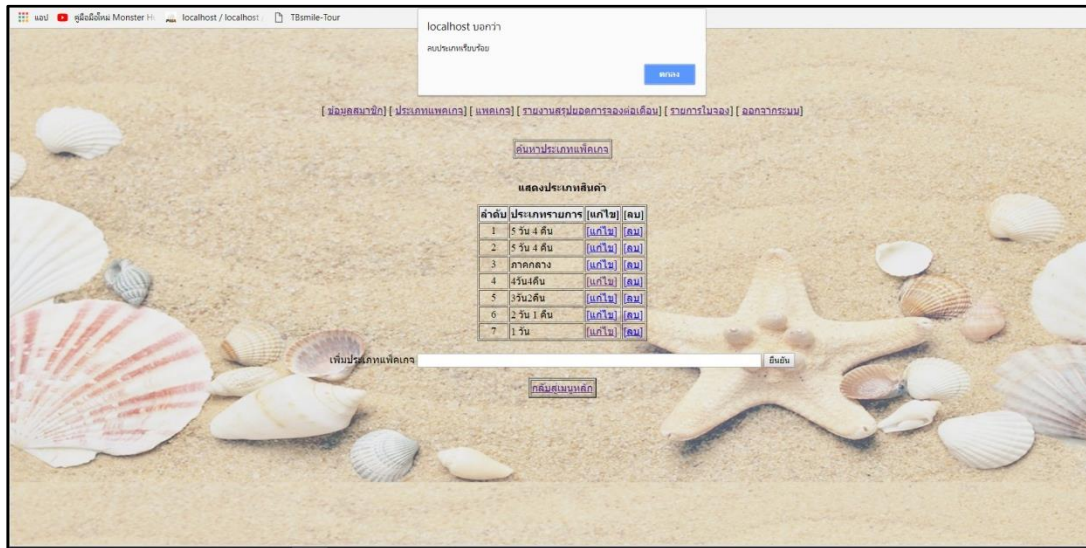 แอป คู่มือมือใหม่ Monster H localhost / localhost TBsmile-Tour
localhost บอกว่า
ลบประเภทเรียบร้อย
ตกลง
[ ข้อมูลสมาชิก] [ ประเภทแพคเกจ] [ แพคเกจ] [ รายงานสรุปยอดการจองต่อเดือน] [ รายการใบจอง] [ ออกจากระบบ]
ค้นหาประเภทแพ็คเกจ
แสดงประเภทสินค้า
ลำดับ ประเภทรายการ [แก้ไข] [ลบ]
1 5 วัน 4 คืน [แก้ไข] [ลบ]
2 5 วัน 4 คืน [แก้ไข] [ลบ]
3 ภาคกลาง [แก้ไข] [ลบ]
4 4วัน4คืน [แก้ไข] [ลบ]
5 3วัน2คืน [แก้ไข] [ลบ]
6 2 วัน 1 คืน [แก้ไข] [ลบ]
7 1 วัน [แก้ไข] [ลบ]
เพิ่มประเภทแพ็คเกจ ยืนยัน
กลับสู่เมนูหลัก